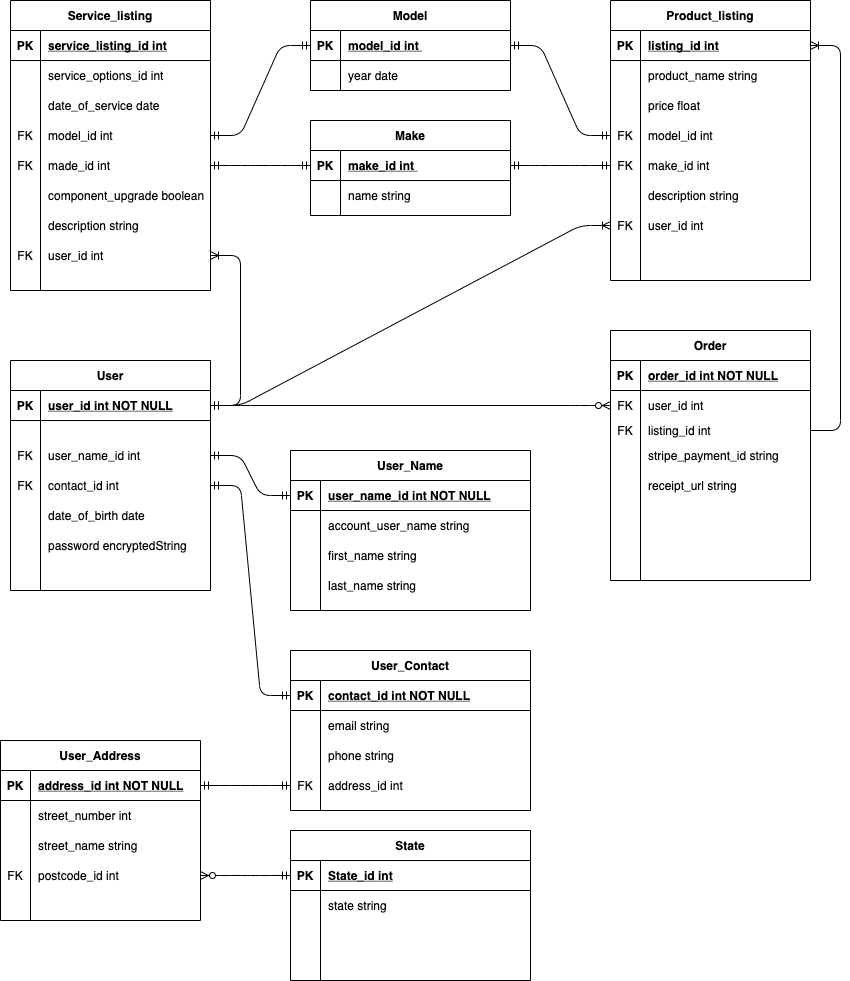 Service_listing
PK service_listing_id int
service_options_id int
date_of_service date
FK model_id int
FK made_id int
component_upgrade boolean
description string
FK user_id int
Model
PK model_id int
year date
Make
PK make_id int
name string
Product_listing
PK listing_id int
product_name string
price float
FK model_id int
FK make_id int
description string
FK user_id int
User
PK user_id int NOT NULL
FK user_name_id int
FK contact_id int
date_of_birth date
password encryptedString
Order
PK order_id int NOT NULL
FK user_id int
FK listing_id int
stripe_payment_id string
receipt_url string
User_Name
PK user_name_id int NOT NULL
account_user_name string
first_name string
last_name string
User_Contact
PK contact_id int NOT NULL
email string
phone string
FK address_id int
User_Address
PK address_id int NOT NULL
street_number int
street_name string
FK postcode_id int
State
PK State_id int
state string